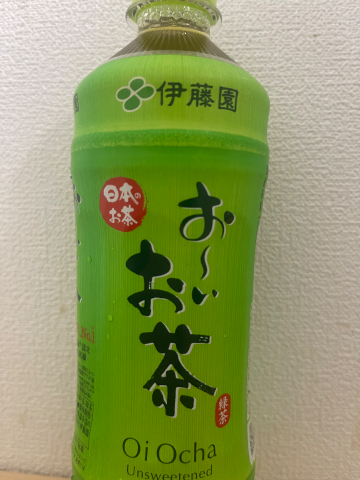 伊藤園
日本の
お茶
お～い
お茶
緑茶
Oi Ocha
Unsweetened